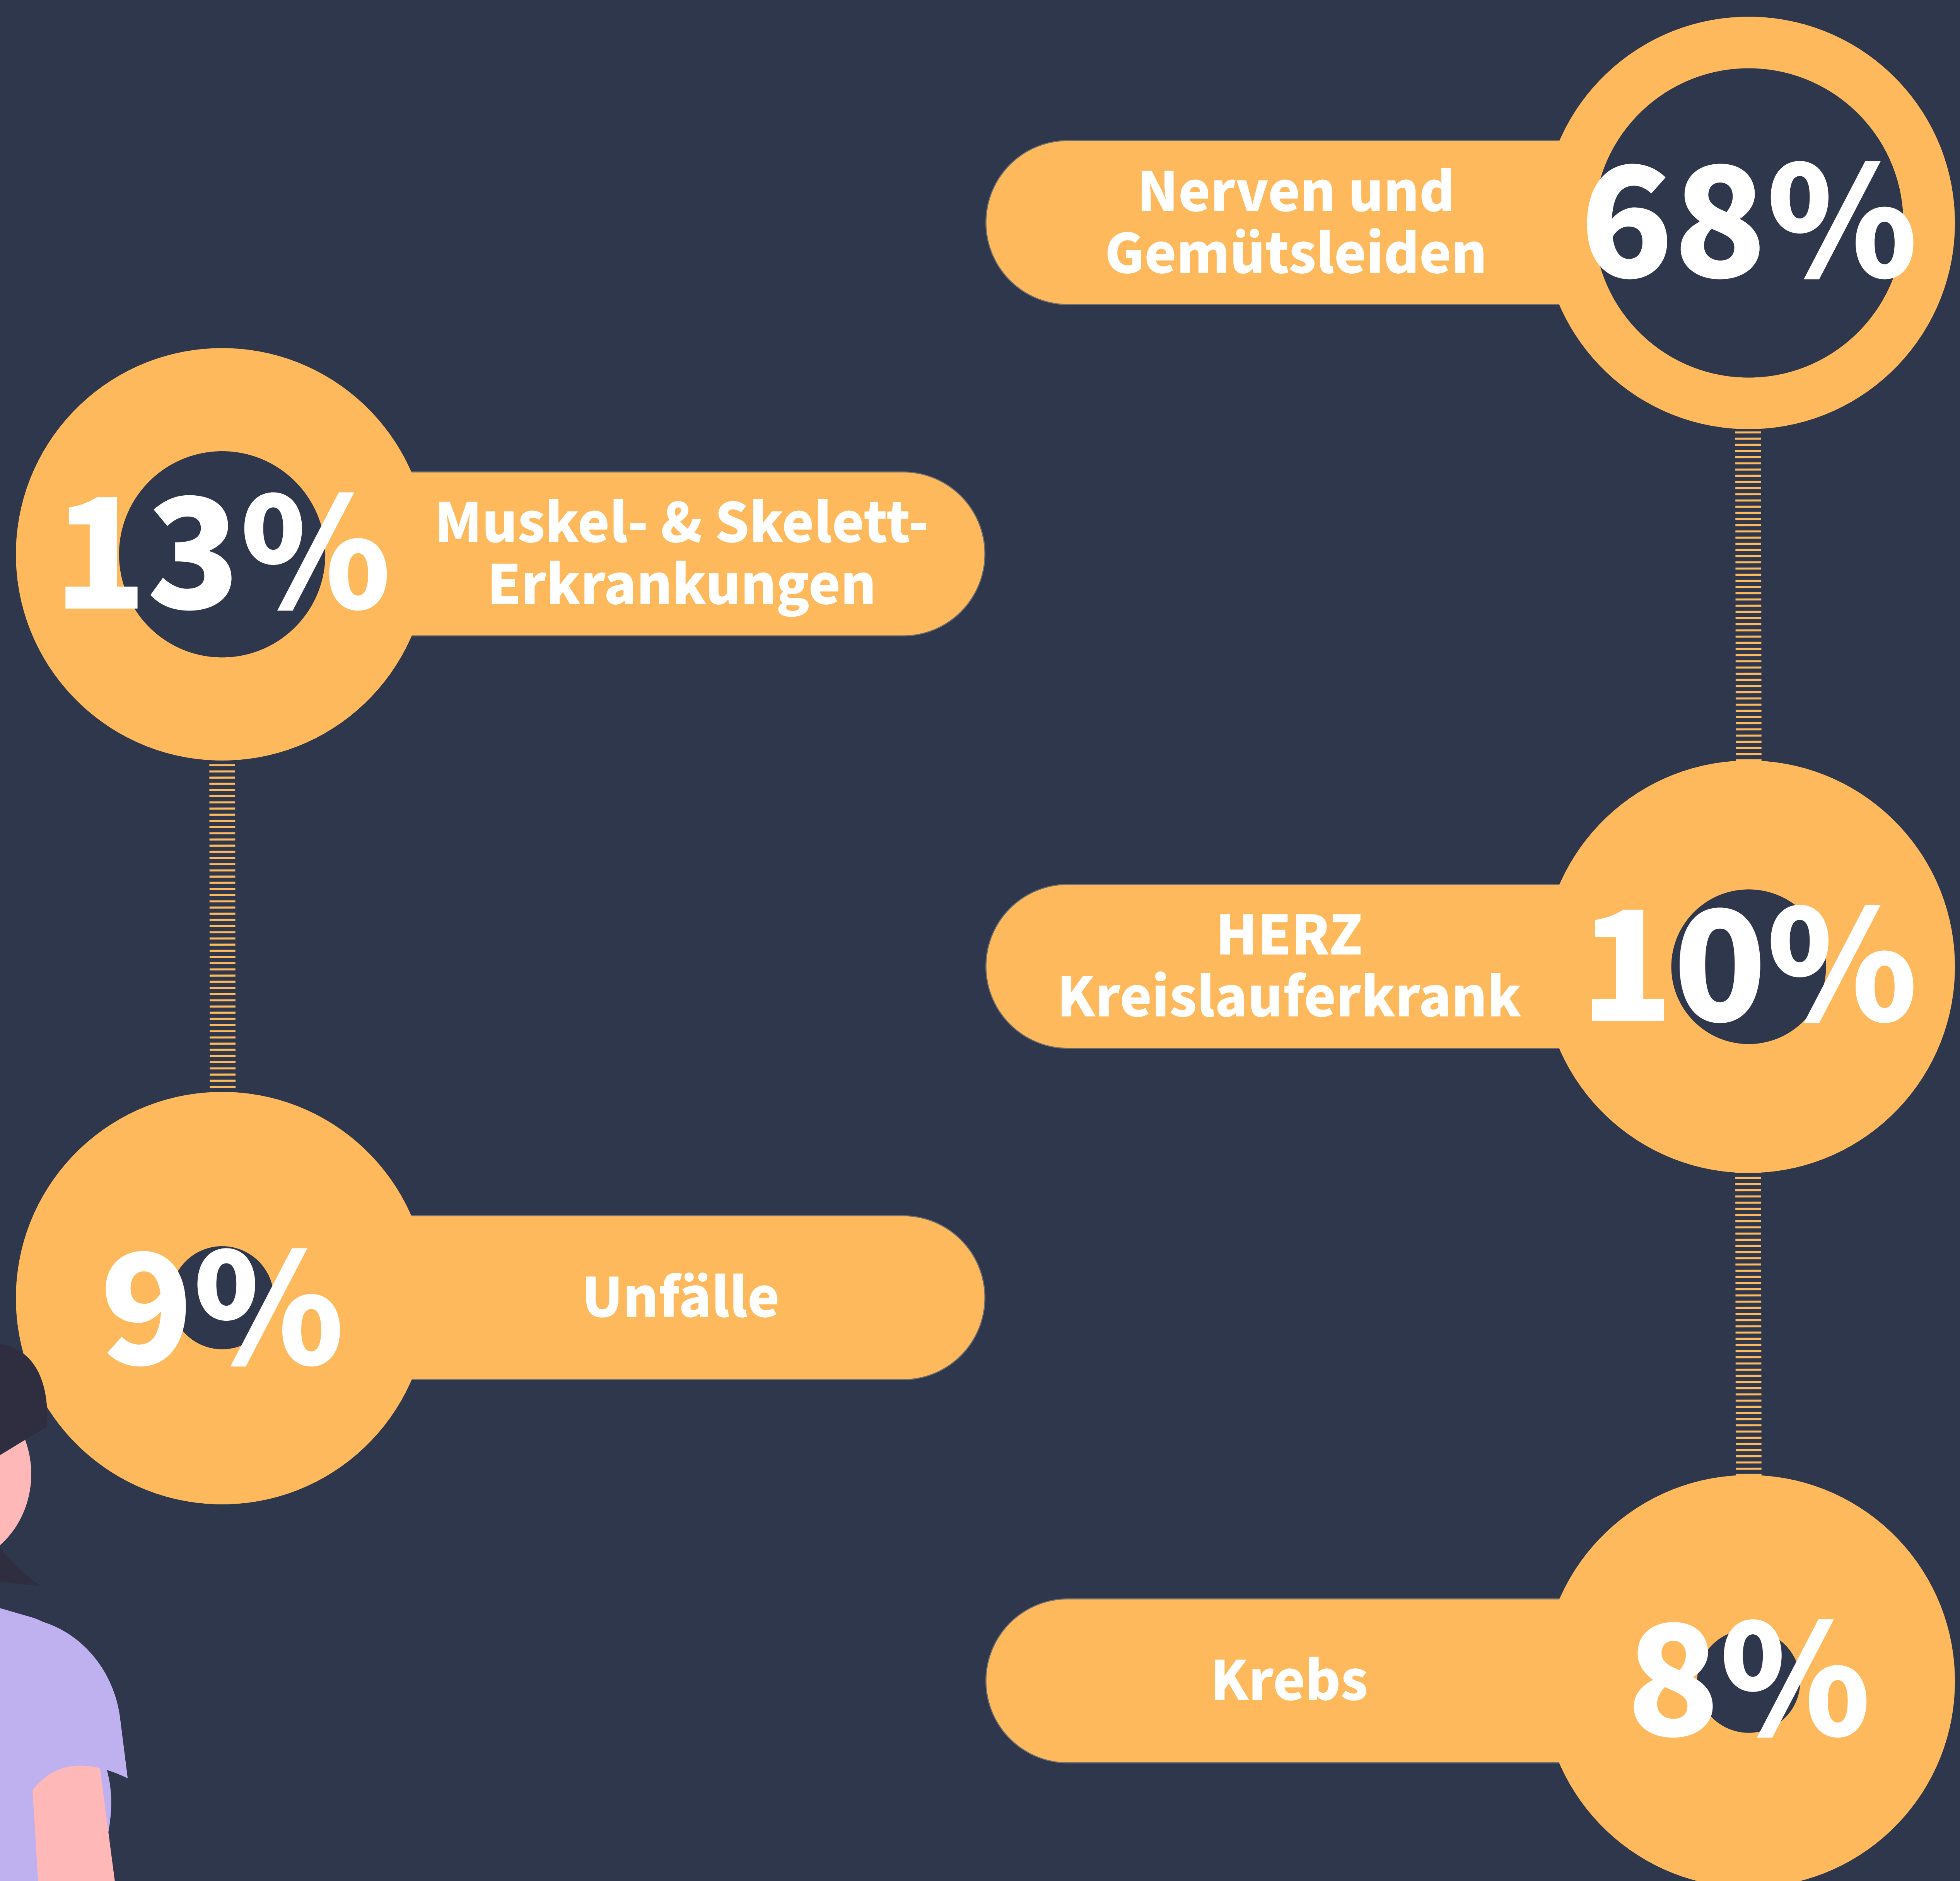 Nerven und
Gemütsleiden
68%
13%
Muskel- & Skelett-
Erkrankungen
HERZ
Kreislauferkrank
10%
9%
Unfälle
Krebs
8%